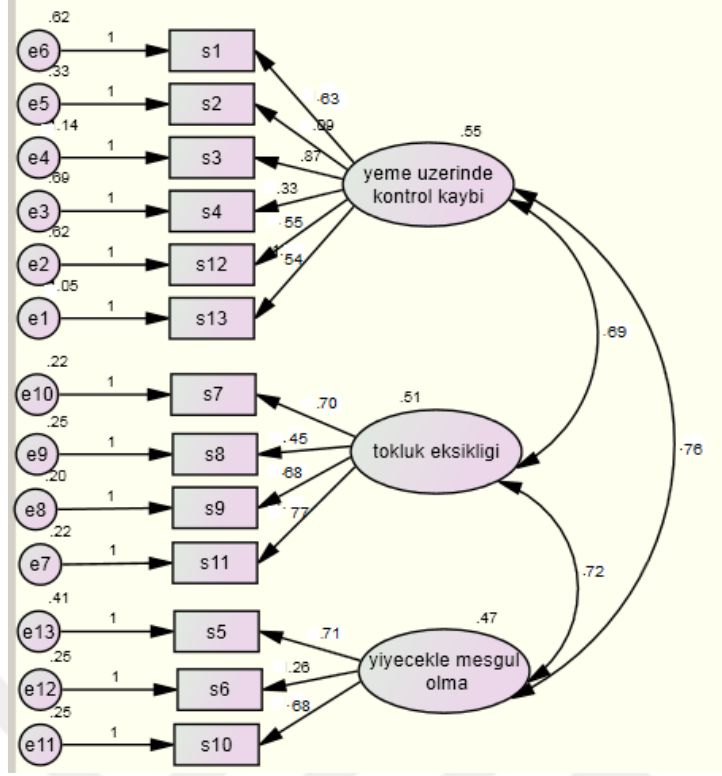 .62
e6 1 s1
.33
e5 1 s2
.14
e4 1 s3
.69
e3 1 s4
.62
e2 1 s12
.05
e1 1 s13
.63
.09
.87
.33
.55
.54
.55
yeme uzerinde
kontrol kaybi
.69
.76
.22
e10 1 s7
.25
e9 1 s8
.20
e8 1 s9
.22
e7 1 s11
.70
.45
.68
.77
.51
tokluk eksikligi
.72
.41
e13 1 s5
.25
e12 1 s6
.25
e11 1 s10
.71
.26
.68
.47
yiyecekle mesgul
olma